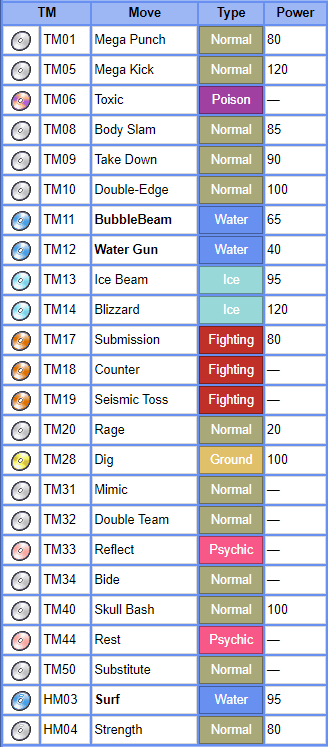 TM Move Type Power
TM01 Mega Punch Normal 80
TM05 Mega Kick Normal 120
TM06 Toxic Poison —
TM08 Body Slam Normal 85
TM09 Take Down Normal 90
TM10 Double-Edge Normal 100
TM11 BubbleBeam Water 65
TM12 Water Gun Water 40
TM13 Ice Beam Ice 95
TM14 Blizzard Ice 120
TM17 Submission Fighting 80
TM18 Counter Fighting —
TM19 Seismic Toss Fighting —
TM20 Rage Normal 20
TM28 Dig Ground 100
TM31 Mimic Normal —
TM32 Double Team Normal —
TM33 Reflect Psychic —
TM34 Bide Normal —
TM40 Skull Bash Normal 100
TM44 Rest Psychic —
TM50 Substitute Normal —
HM03 Surf Water 95
HM04 Strength Normal 80